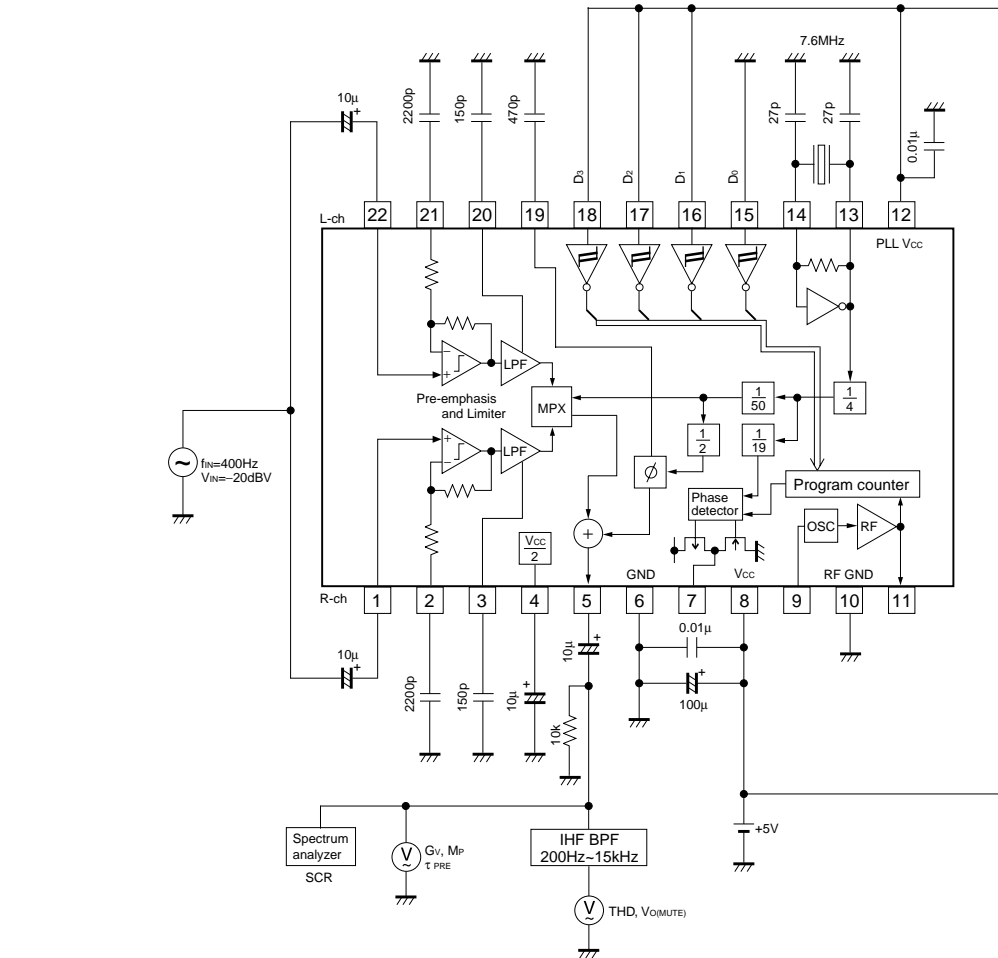 7.6MHz
10μ
+
2200p
150p
470p
D3
D2
D1
D0
27p
27p
0.01μ
L-ch
22
21
20
19
18
17
16
15
14
13
12
PLL VCC
−
+
LPF
Pre-emphasis
and Limiter
MPX
1
50
1
4
1
2
1
19
+
−
LPF
ϕ
Phase
detector
Program counter
OSC
RF
VCC
2
+
GND
VCC
RF GND
R-ch
1
2
3
4
5
6
7
8
9
10
11
~
fIN=400Hz
VIN=−20dBV
10μ
+
2200p
150p
+
10μ
10μ
+
10k
0.01μ
+
100μ
+5V
Spectrum
analyzer
SCR
V
~
GV, MP
τ PRE
IHF BPF
200Hz~15kHz
V
~
THD, VO(MUTE)